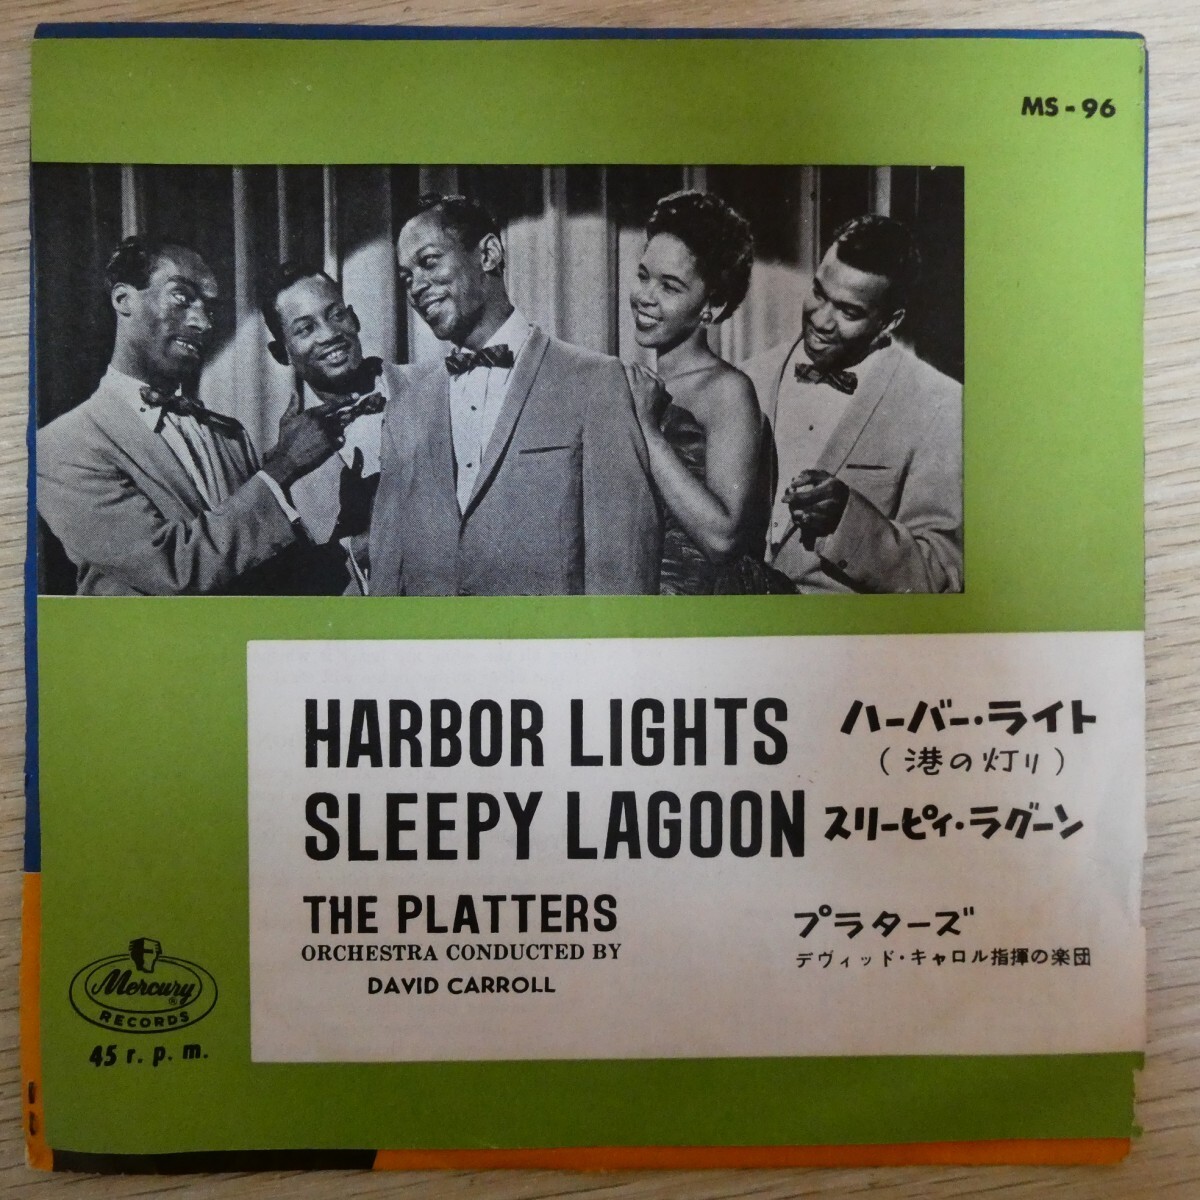 MS-96
HARBOR LIGHTS ハーバー・ライト
(港の灯り)
SLEEPY LAGOON スリーピィ・ラグーン
THE PLATTERS プラターズ
ORCHESTRA CONDUCTED BY デヴィッド・キャロル指揮の楽団
DAVID CARROLL
Mercury ®
RECORDS
45 r.p.m.